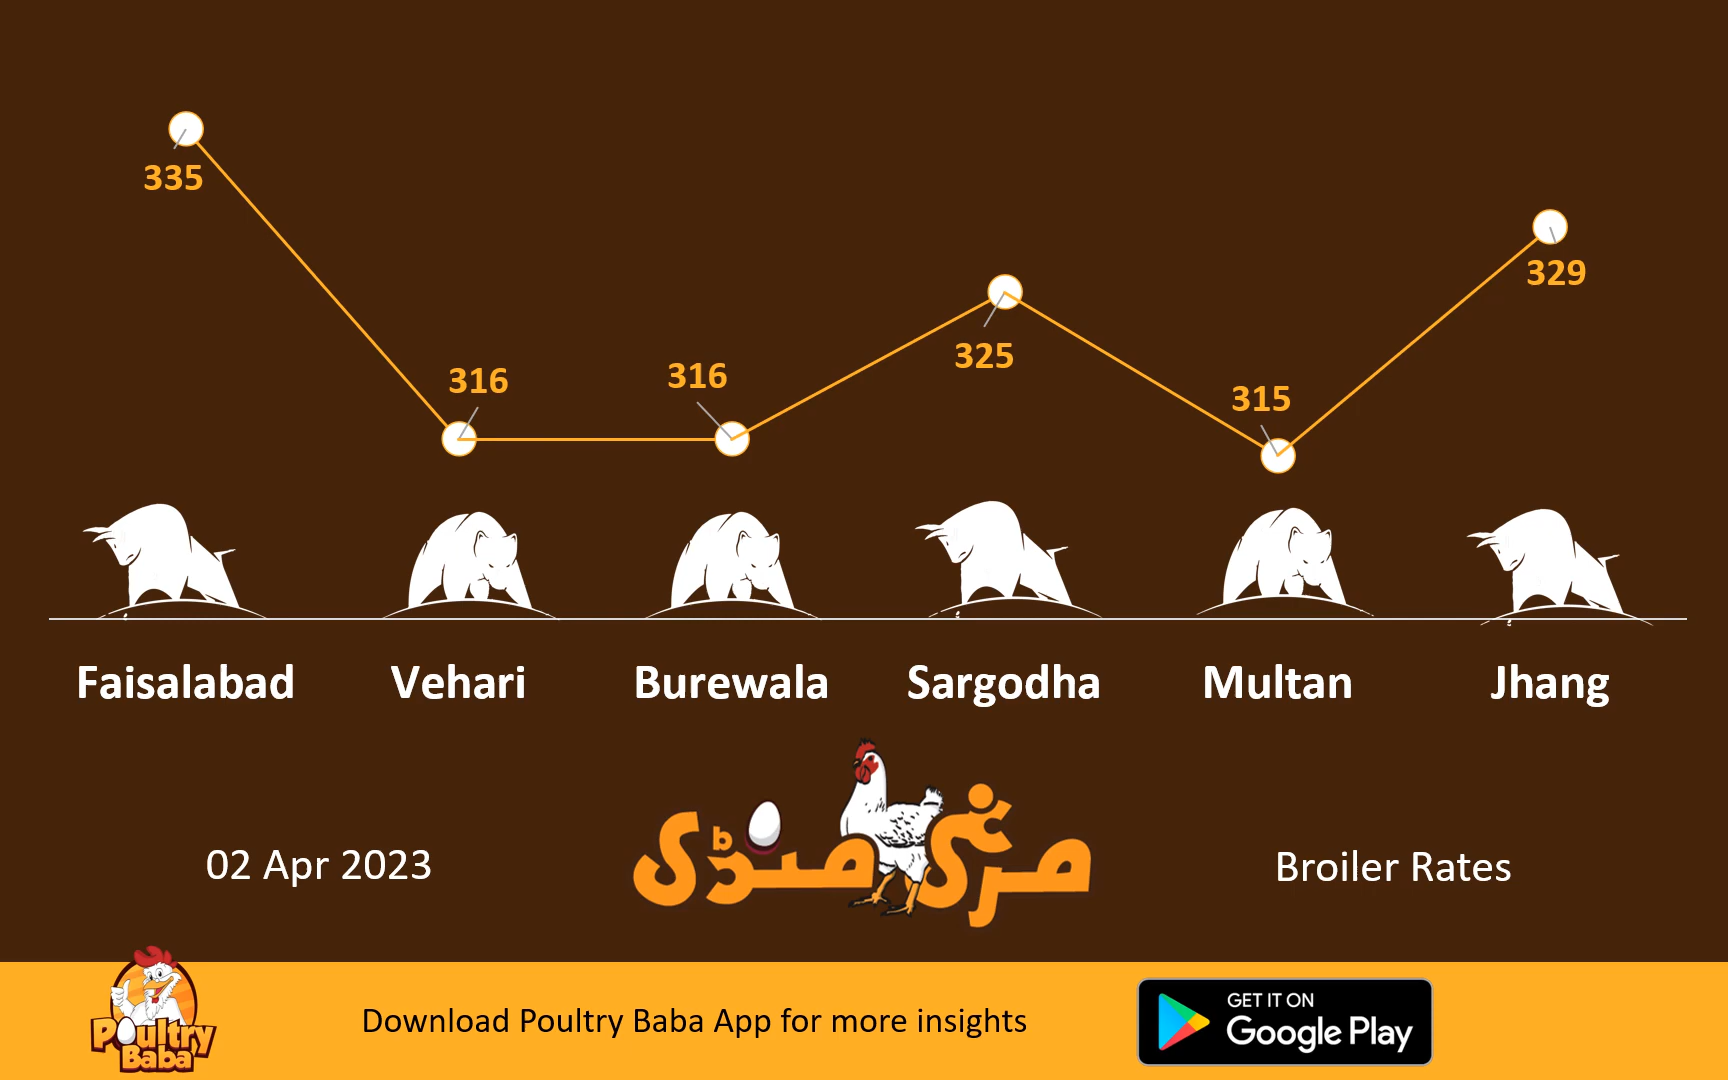 335
316
316
325
315
329
Faisalabad
Vehari
Burewala
Sargodha
Multan
Jhang
مرغی منڈی
02 Apr 2023
Broiler Rates
Poultry
Baba
Download Poultry Baba App for more insights
GET IT ON
Google Play